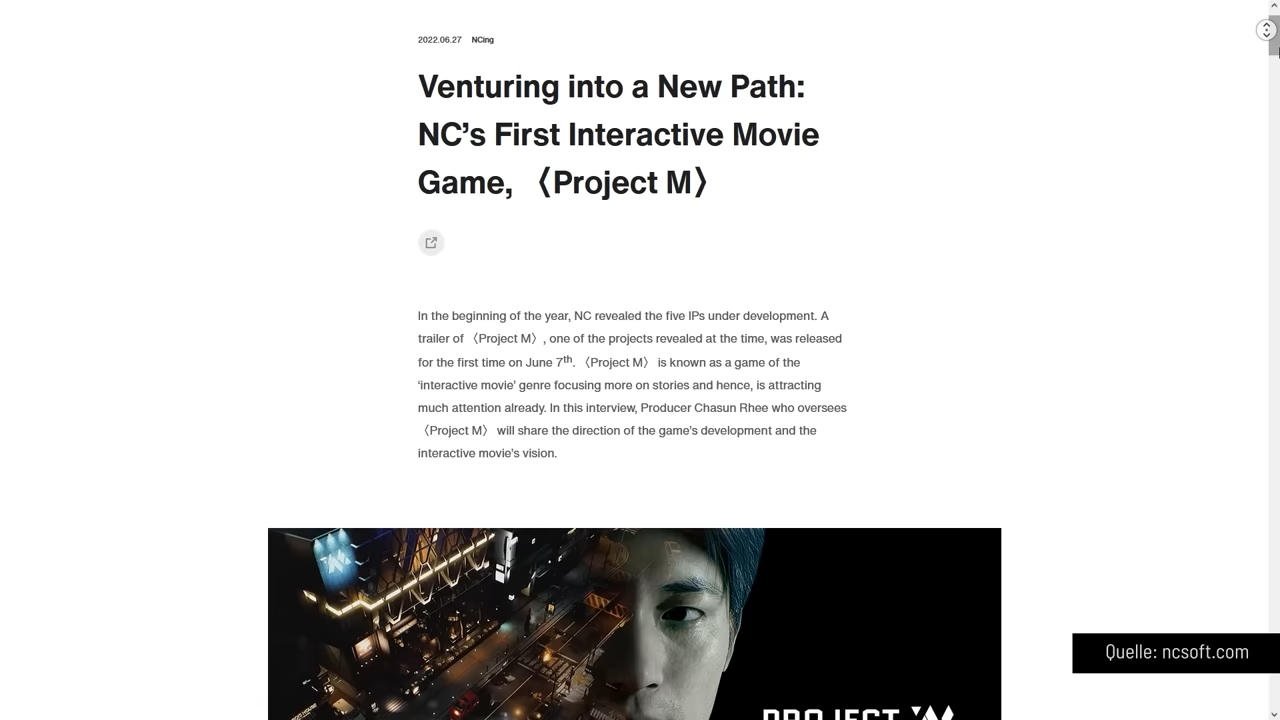 2022.06.27 NCing
Venturing into a New Path:
NC’s First Interactive Movie
Game, 〈Project M〉
In the beginning of the year, NC revealed the five IPs under development. A
trailer of 〈Project M〉, one of the projects revealed at the time, was released
for the first time on June 7th. 〈Project M〉 is known as a game of the
‘interactive movie’ genre focusing more on stories and hence, is attracting
much attention already. In this interview, Producer Chasun Rhee who oversees
〈Project M〉 will share the direction of the game’s development and the
interactive movie’s vision.
Quelle: ncsoft.com
PROJECT M